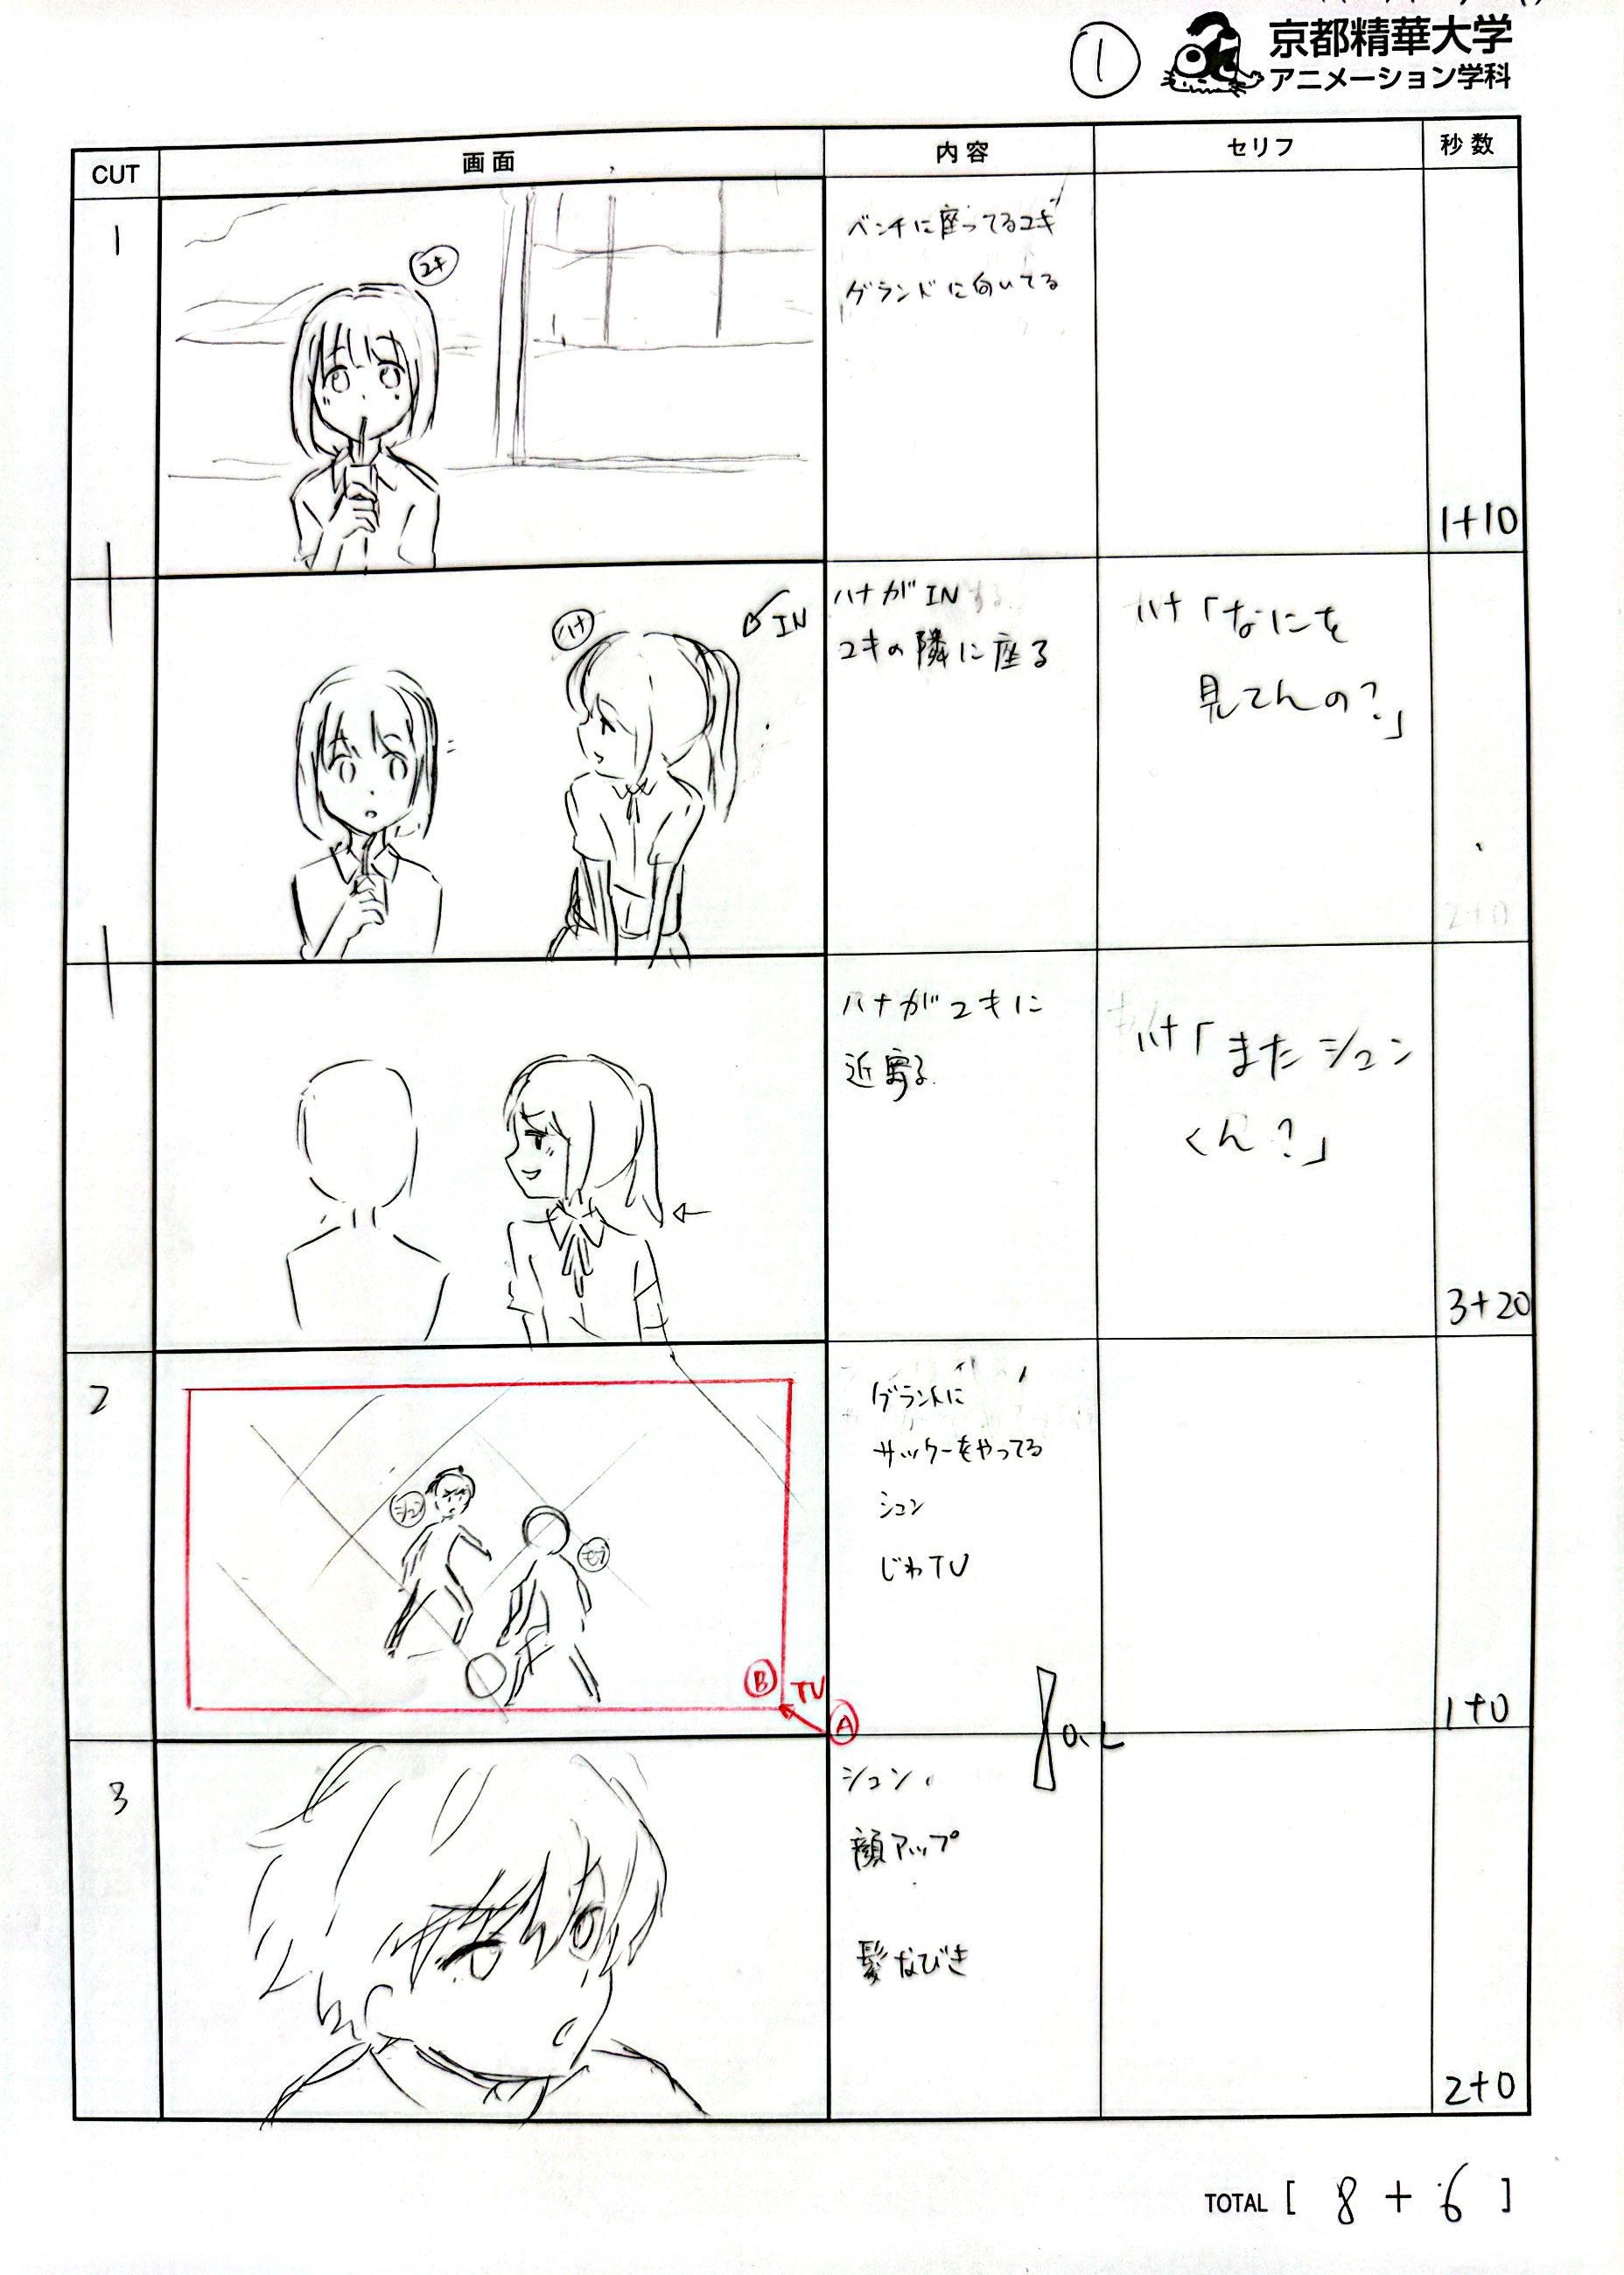 ① 京都精華大学
アニメーション学科
CUT 画面 内容 セリフ 秒数
1
ユキ
ベンチに座ってるユキ
グランドに向いてる
1+10
ハナ
IN
ハナがIN
ユキの隣に座る
ハナ「なにを
見てんの?」
2+0
ハナがユキに
近寄る
ハナ「またシュン
くん?」
3+20
2
シュン
モブ
B
TU
A
グランドに
サッカーをやってる
シュン
じわTU
1+0
O.L
3
シュン
顔アップ
髪なびき
2+0
TOTAL [ 8 + 6 ]